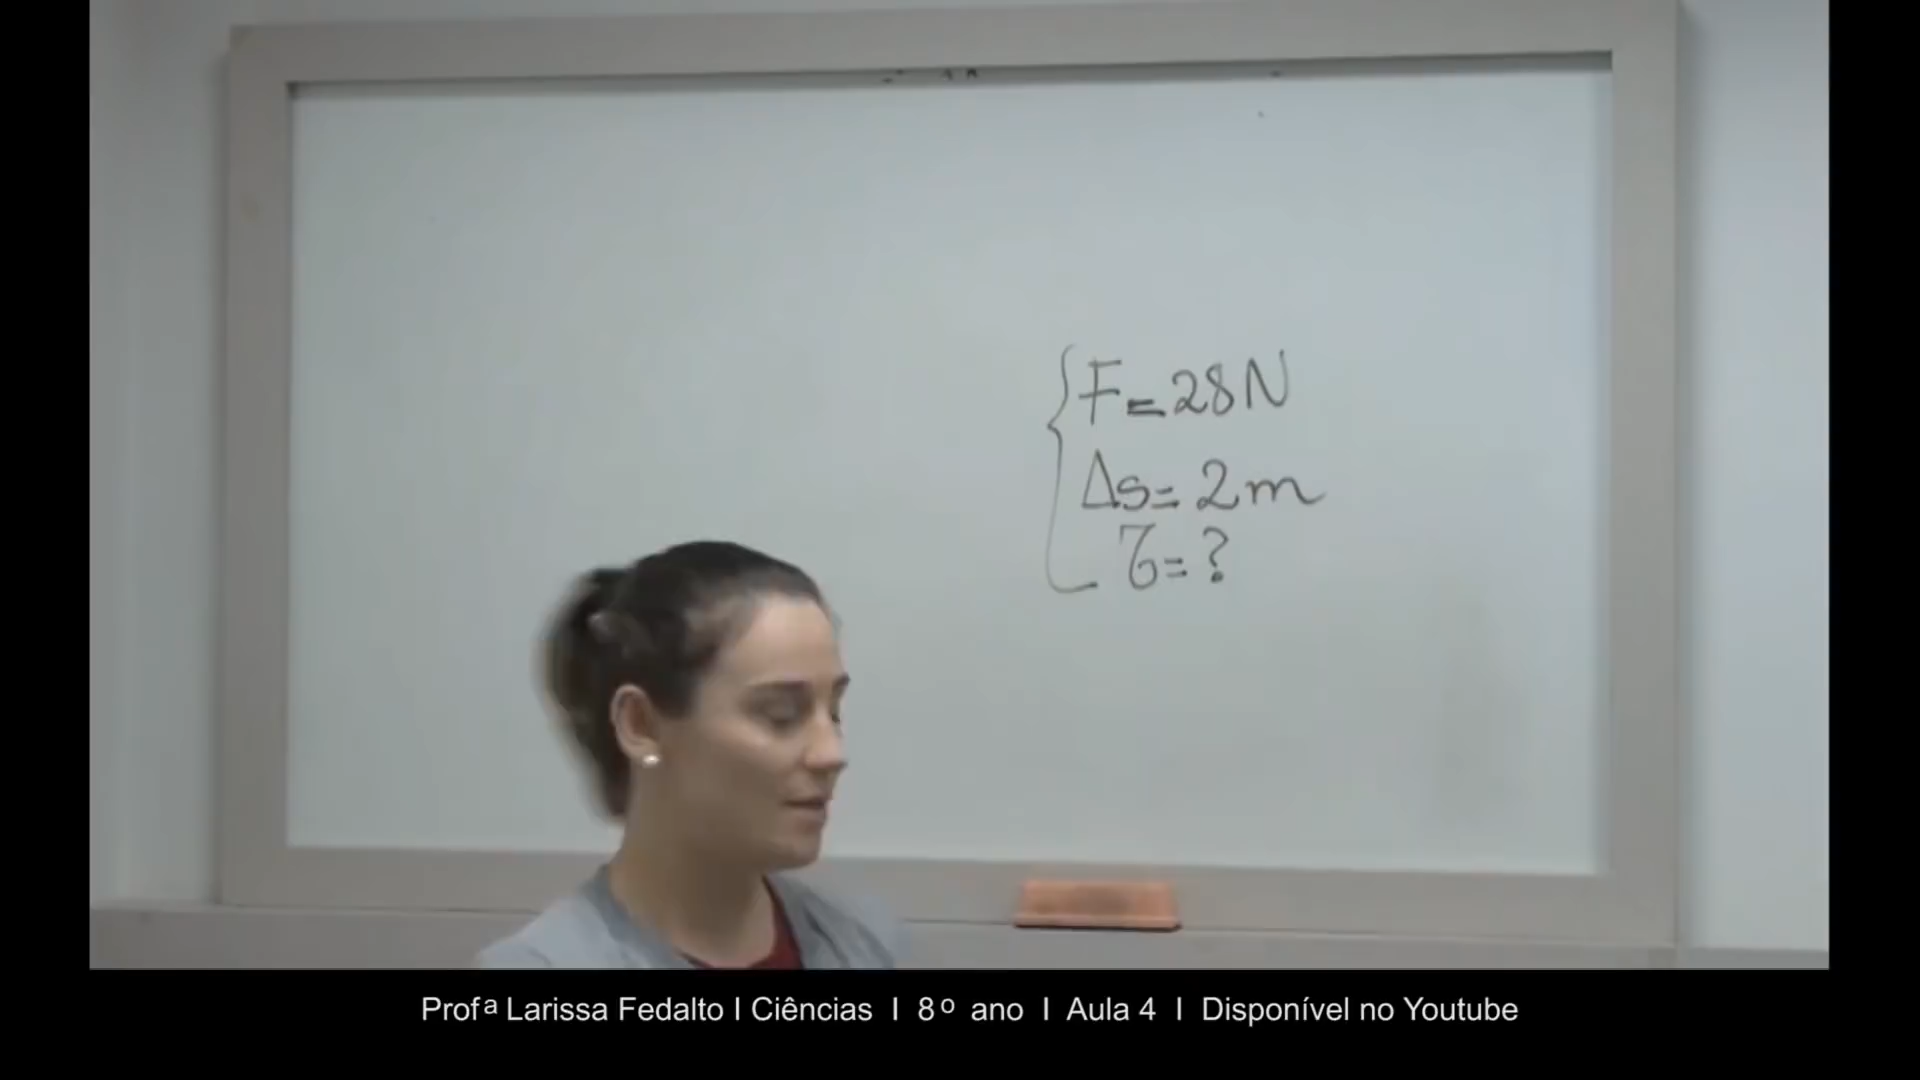 F=28N
Δs=2m
τ=?
Profª Larissa Fedalto I Ciências I 8º ano I Aula 4 I Disponível no Youtube